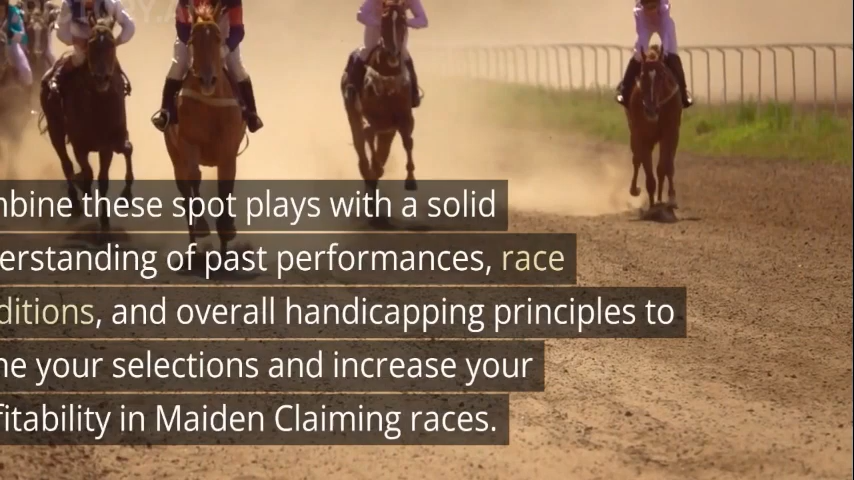 mbine these spot plays with a solid
erstanding of past performances, race
ditions, and overall handicapping principles to
ne your selections and increase your
fitability in Maiden Claiming races.